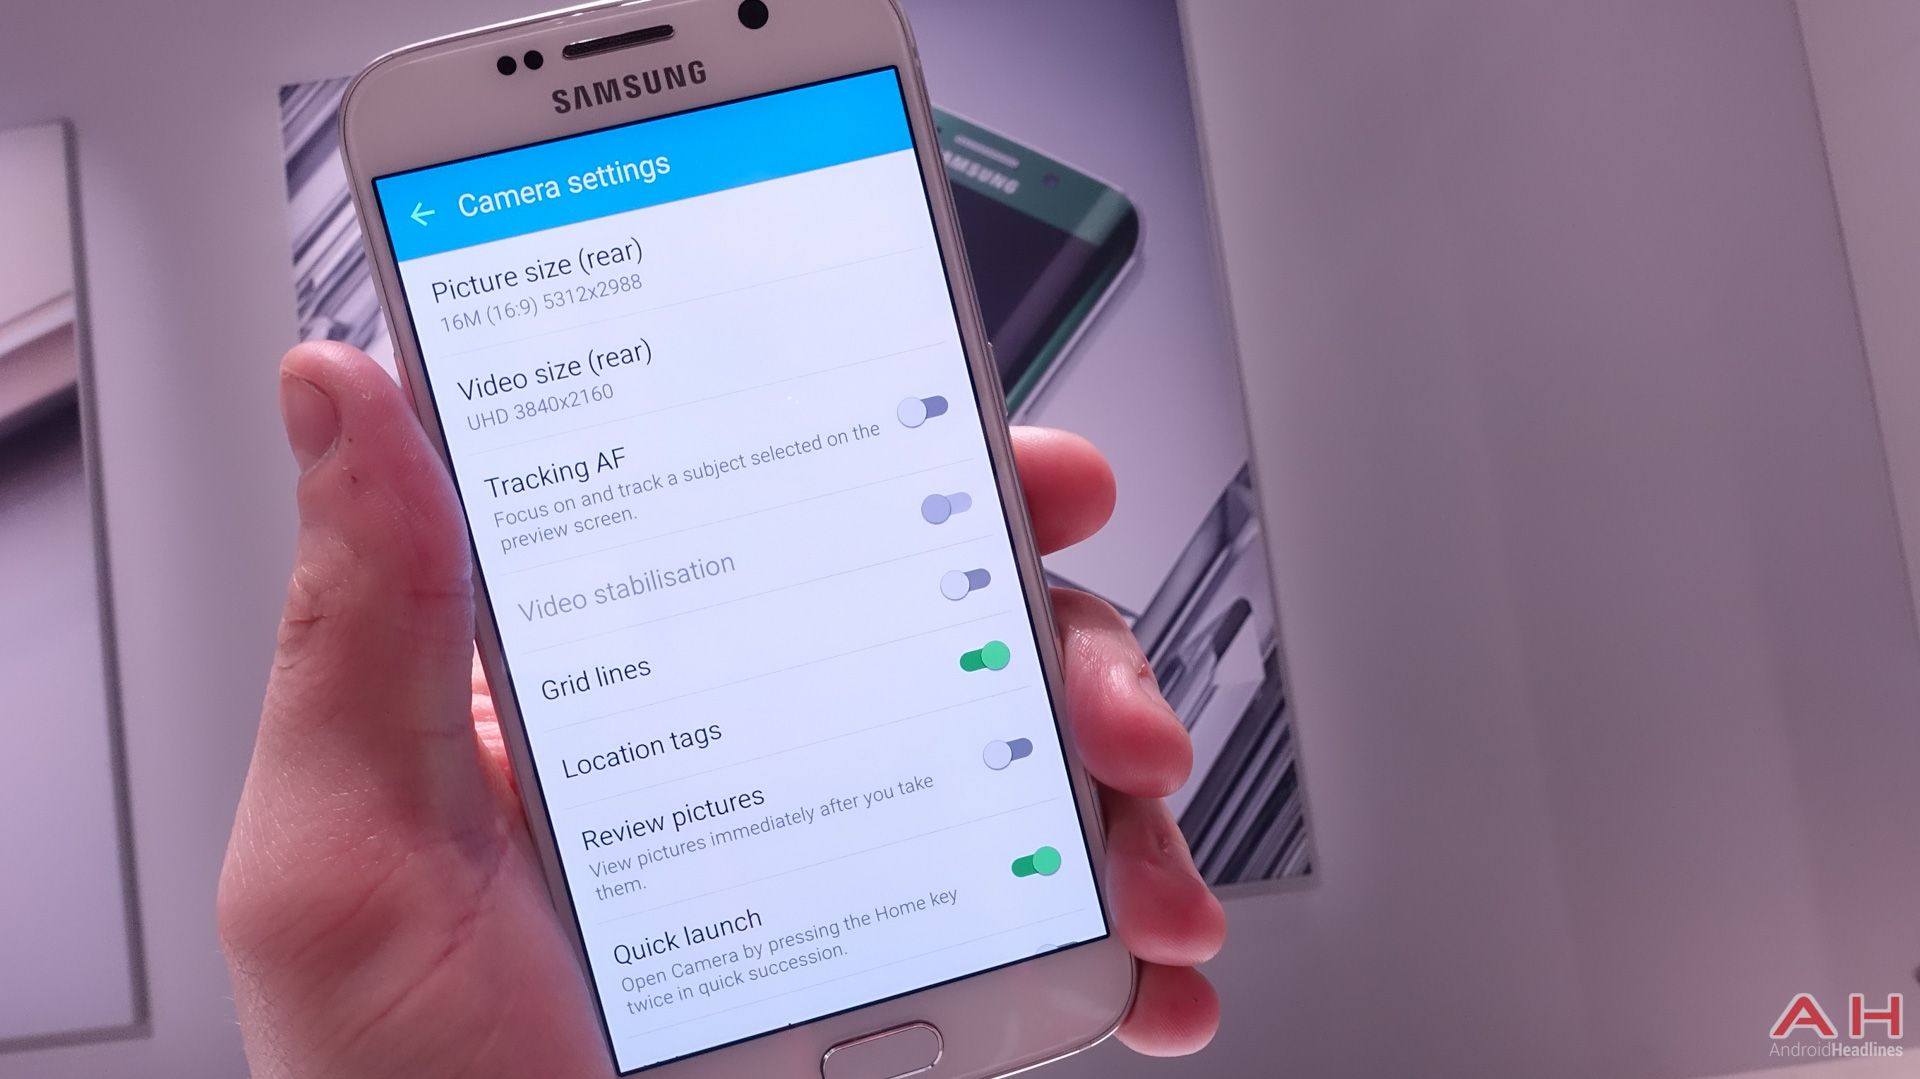 SAMSUNG
Camera settings
Picture size (rear)
16M (16:9) 5312x2988
Video size (rear)
UHD 3840x2160
Tracking AF
Focus on and track a subject selected on the
preview screen.
Video stabilisation
Grid lines
Location tags
Review pictures
View pictures immediately after you take
them.
Quick launch
Open Camera by pressing the Home key
twice in quick succession.
SAMSUNG
AH
AndroidHeadlines